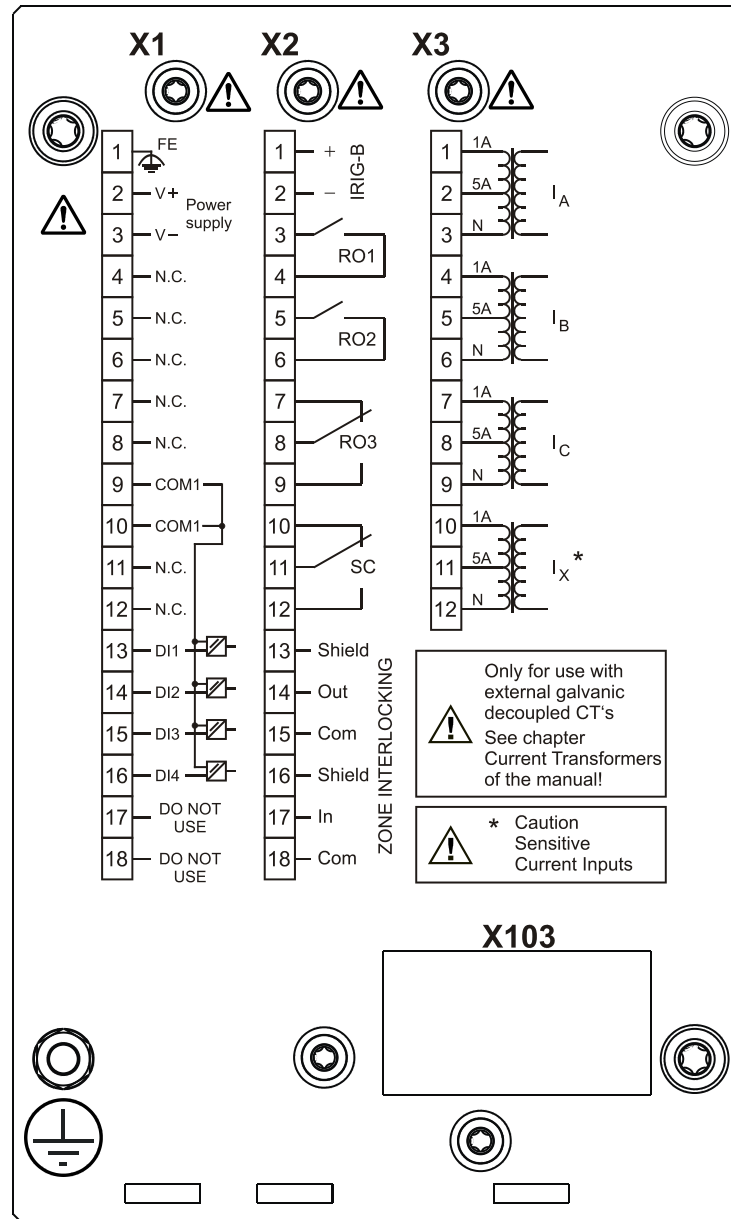 X1 X2 X3
1 FE
2 V+
Power
supply
3 V−
4 N.C.
5 N.C.
6 N.C.
7 N.C.
8 N.C.
9 COM1
10 COM1
11 N.C.
12 N.C.
13 DI1
14 DI2
15 DI3
16 DI4
17 DO NOT
USE
18 DO NOT
USE
1 +
2 −
IRIG-B
3
4
RO1
5
6
RO2
7
8
9
RO3
10
11
12
SC
13 Shield
14 Out
15 Com
16 Shield
17 In
18 Com
ZONE INTERLOCKING
1 1A
2 5A
3 N
IA
4 1A
5 5A
6 N
IB
7 1A
8 5A
9 N
IC
10 1A
11 5A
12 N
IX*
Only for use with
external galvanic
decoupled CT‘s
See chapter
Current Transformers
of the manual!
* Caution
Sensitive
Current Inputs
X103